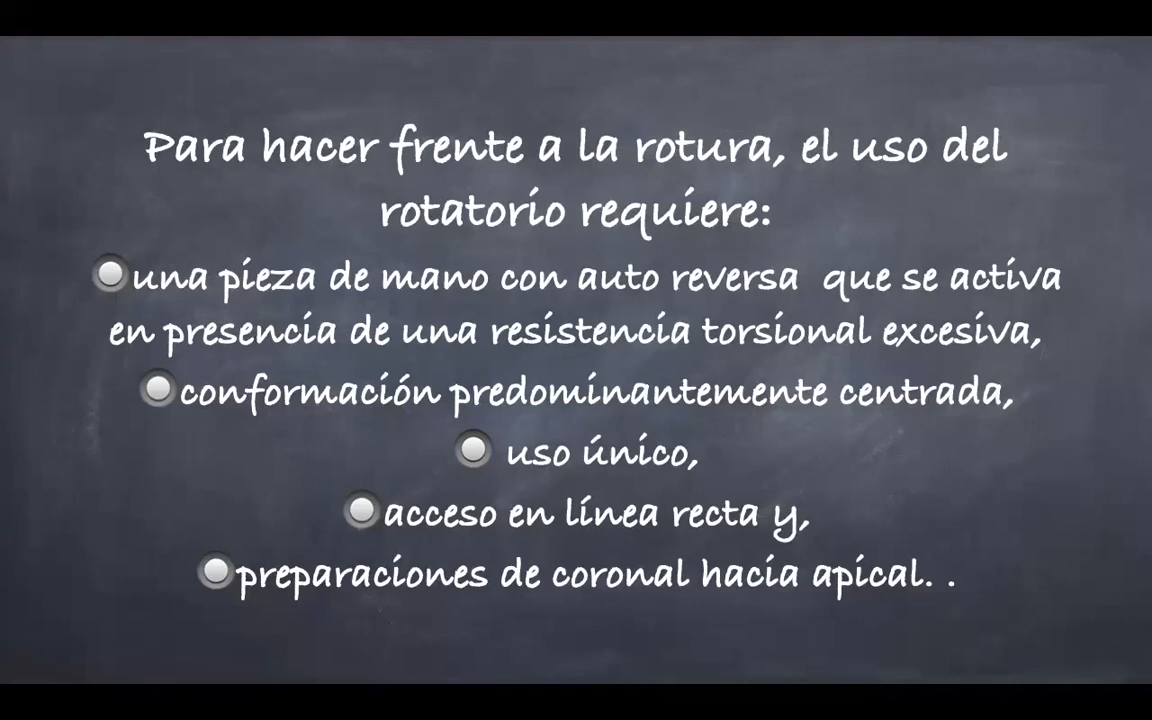 Para hacer frente a la rotura, el uso del
rotatorio requiere:
una pieza de mano con auto reversa que se activa
en presencia de una resistencia torsional excesiva,
conformación predominantemente centrada,
uso único,
acceso en línea recta y,
preparaciones de coronal hacia apical. .